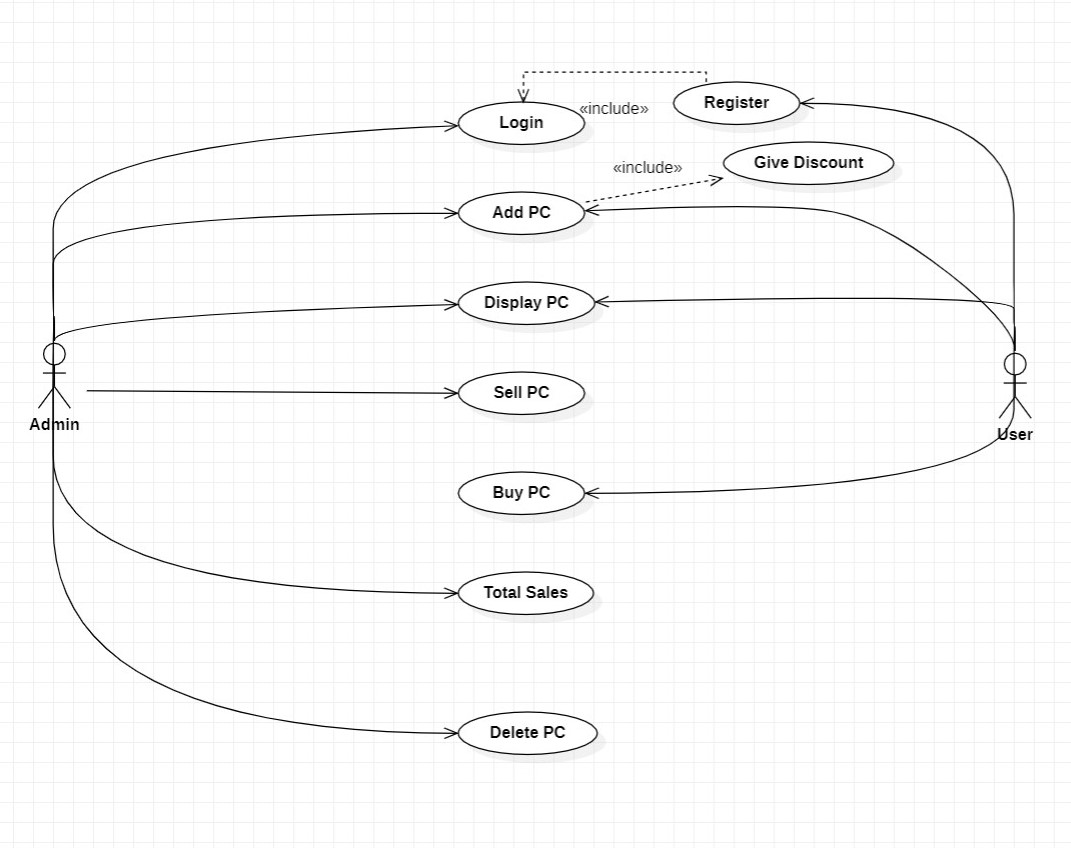 Register
Login
«include»
Give Discount
«include»
Add PC
Display PC
Sell PC
Admin
User
Buy PC
Total Sales
Delete PC